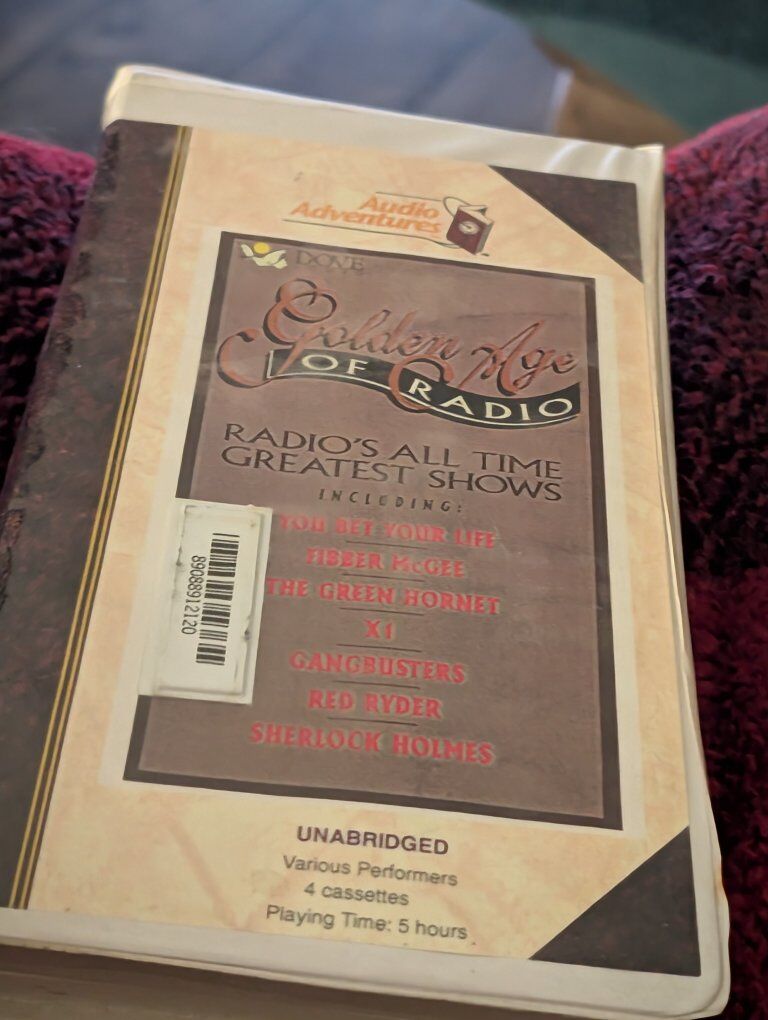 Audio
Adventures
DOVE
Golden Age
OF RADIO
RADIO'S ALL TIME
GREATEST SHOWS
INCLUDING:
YOU BET YOUR LIFE
FIBBER McGEE
THE GREEN HORNET
X1
GANGBUSTERS
RED RYDER
SHERLOCK HOLMES
89088912120
UNABRIDGED
Various Performers
4 cassettes
Playing Time: 5 hours